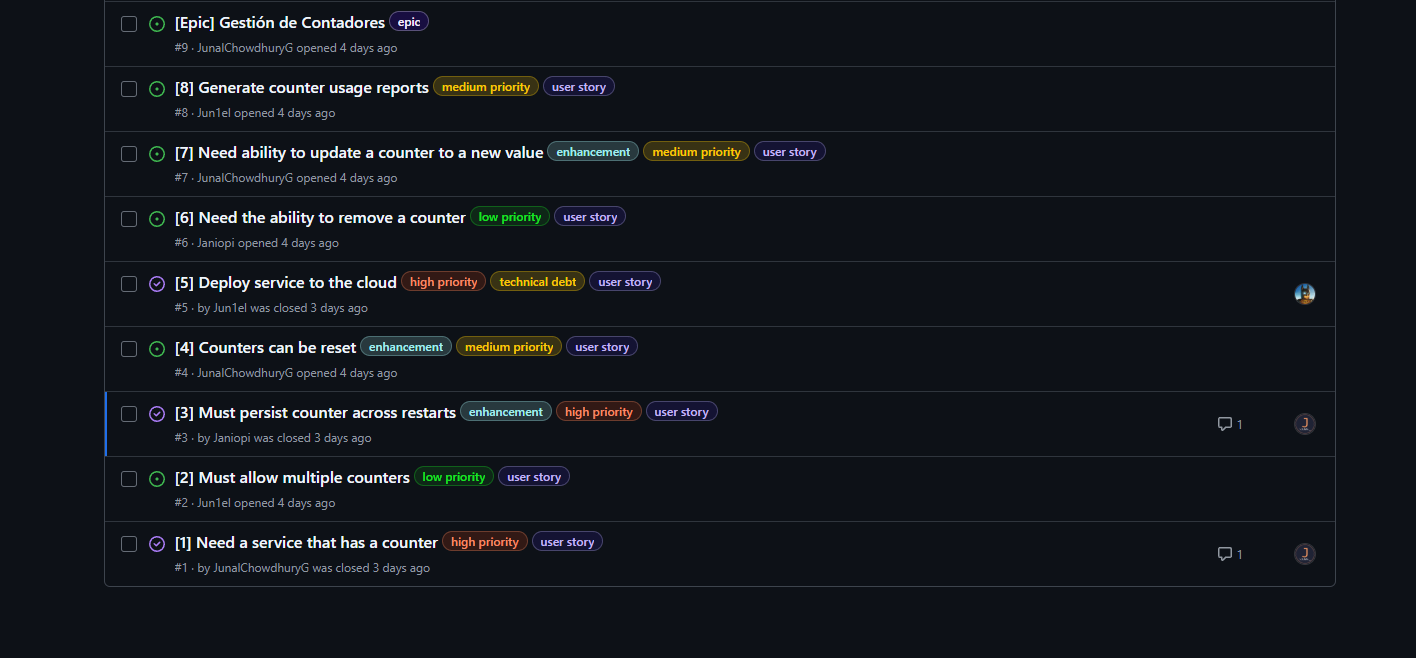 [Epic] Gestión de Contadores epic
#9 · JunalChowdhuryG opened 4 days ago
[8] Generate counter usage reports medium priority user story
#8 · Jun1el opened 4 days ago
[7] Need ability to update a counter to a new value enhancement medium priority user story
#7 · JunalChowdhuryG opened 4 days ago
[6] Need the ability to remove a counter low priority user story
#6 · Janiopi opened 4 days ago
[5] Deploy service to the cloud high priority technical debt user story
#5 · by Jun1el was closed 3 days ago
[4] Counters can be reset enhancement medium priority user story
#4 · JunalChowdhuryG opened 4 days ago
[3] Must persist counter across restarts enhancement high priority user story
1 J
#3 · by Janiopi was closed 3 days ago
[2] Must allow multiple counters low priority user story
#2 · Jun1el opened 4 days ago
[1] Need a service that has a counter high priority user story
1 J
#1 · by JunalChowdhuryG was closed 3 days ago